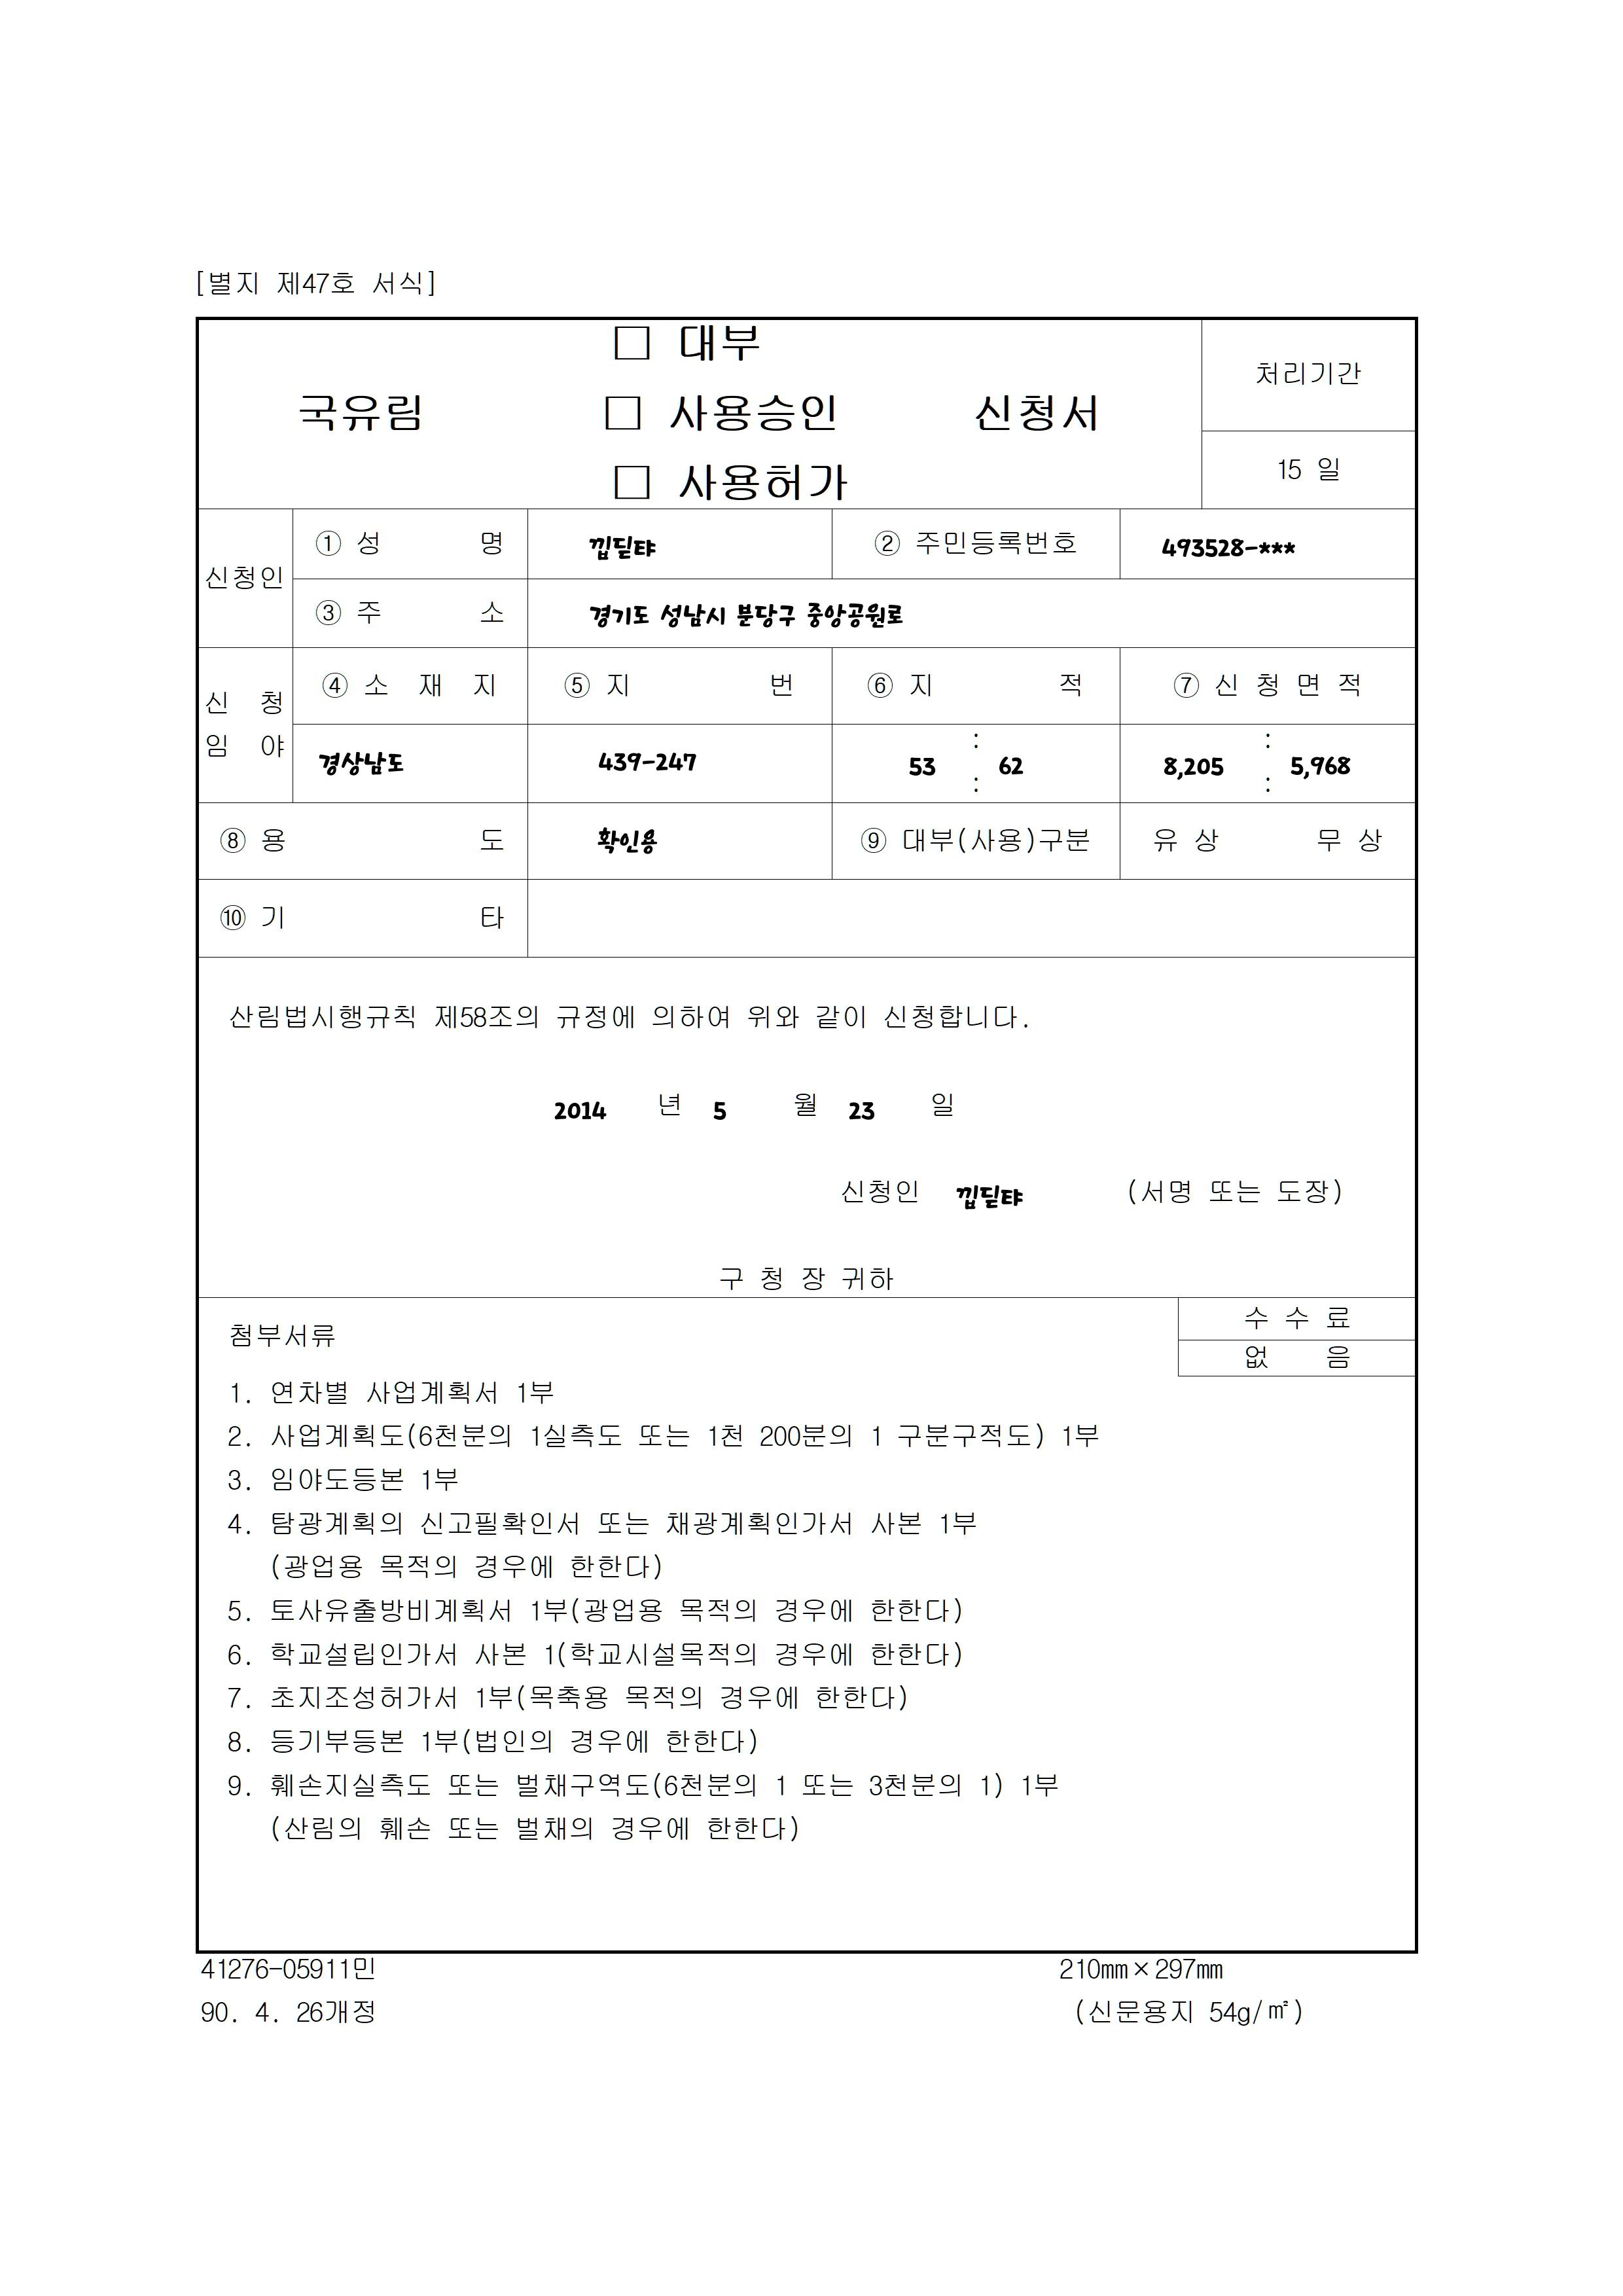 [별지 제47호 서식]
□ 대부
국유림 □ 사용승인 신청서
□ 사용허가
처리기간
15 일
신청인 ① 성 명 낍딛탸 ② 주민등록번호 493528-***
③ 주 소 경기도 성남시 분당구 중앙공원로
신 청 임 야 ④ 소 재 지 ⑤ 지 번 ⑥ 지 적 ⑦ 신 청 면 적
경상남도 439-247 53 : 62 8,205 : 5,968
⑧ 용 도 확인용 ⑨ 대부(사용)구분 유 상 무 상
⑩ 기 타
산림법시행규칙 제58조의 규정에 의하여 위와 같이 신청합니다.
2014 년 5 월 23 일
신청인 낍딛탸 (서명 또는 도장)
구 청 장 귀하
수 수 료
없 음
첨부서류
1. 연차별 사업계획서 1부
2. 사업계획도(6천분의 1실측도 또는 1천 200분의 1 구분구적도) 1부
3. 임야도등본 1부
4. 탐광계획의 신고필확인서 또는 채광계획인가서 사본 1부
(광업용 목적의 경우에 한한다)
5. 토사유출방비계획서 1부(광업용 목적의 경우에 한한다)
6. 학교설립인가서 사본 1(학교시설목적의 경우에 한한다)
7. 초지조성허가서 1부(목축용 목적의 경우에 한한다)
8. 등기부등본 1부(법인의 경우에 한한다)
9. 훼손지실측도 또는 벌채구역도(6천분의 1 또는 3천분의 1) 1부
(산림의 훼손 또는 벌채의 경우에 한한다)
41276-05911민 210㎜×297㎜
90. 4. 26개정 (신문용지 54g/㎡)